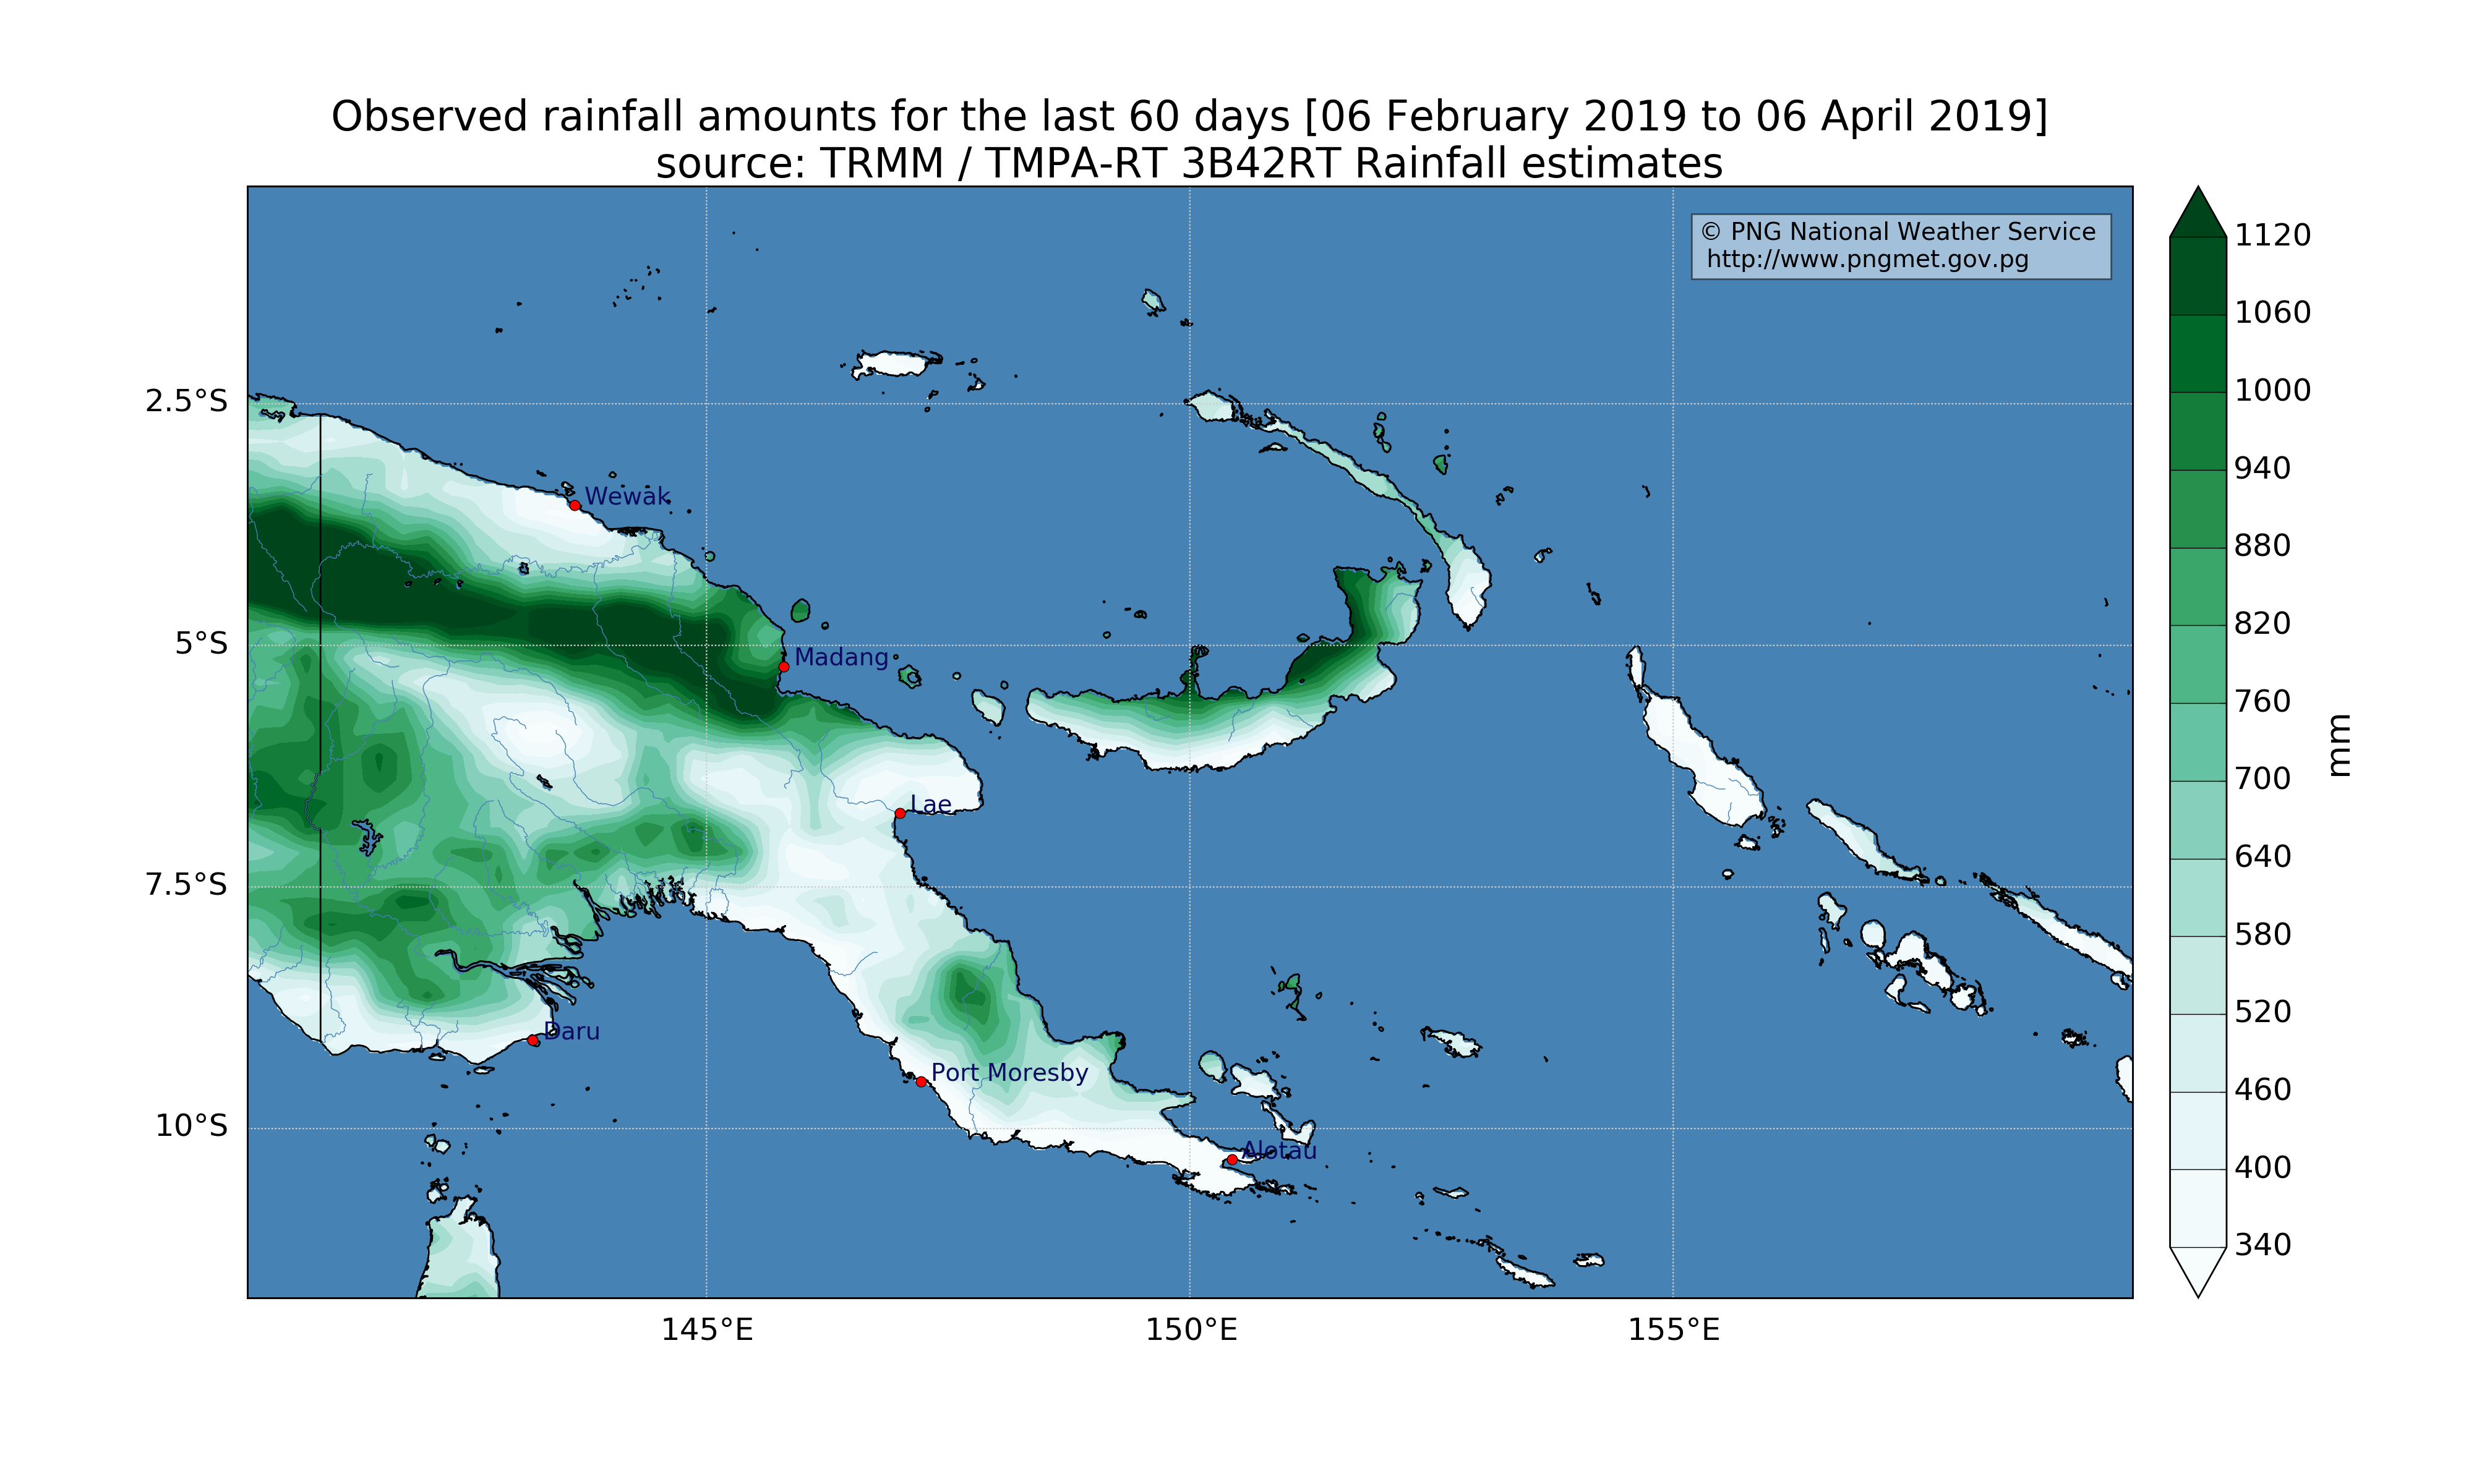 Observed rainfall amounts for the last 60 days [06 February 2019 to 06 April 2019]
source: TRMM / TMPA-RT 3B42RT Rainfall estimates
© PNG National Weather Service
http://www.pngmet.gov.pg
1120
1060
1000
940
880
820
760
700
640
580
520
460
400
340
mm
2.5°S
5°S
7.5°S
10°S
Wewak
Madang
Lae
Daru
Port Moresby
Alotau
145°E
150°E
155°E